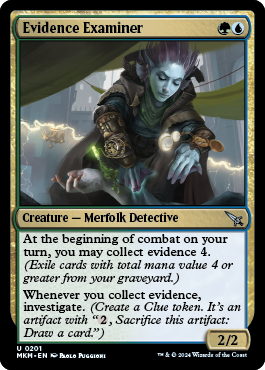 Evidence Examiner
Creature — Merfolk Detective
At the beginning of combat on your
turn, you may collect evidence 4.
(Exile cards with total mana value 4 or
greater from your graveyard.)
Whenever you collect evidence,
investigate. (Create a Clue token. It's an
artifact with “2, Sacrifice this artifact:
Draw a card.”)
2/2
U 0201
MKM • EN Paolo Puggioni
™ & © 2024 Wizards of the Coast